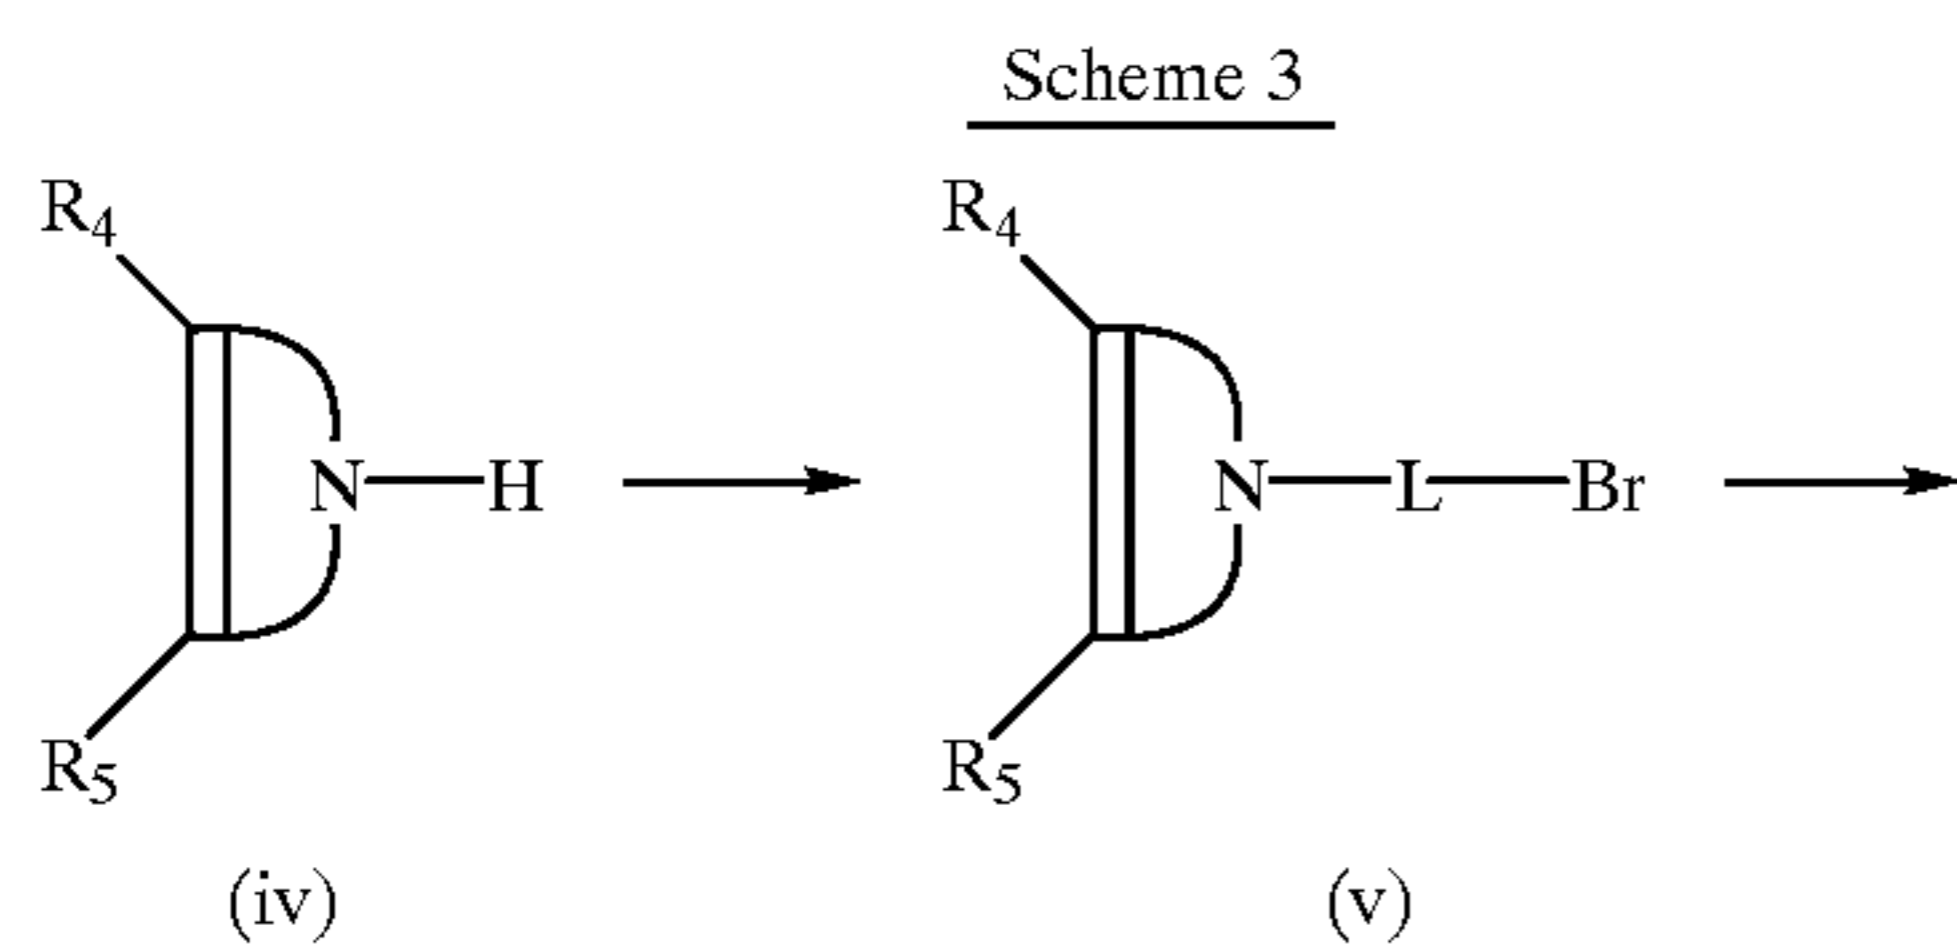 Scheme 3
R4 R4
N—H N—L—Br
R5 R5
(iv) (v)